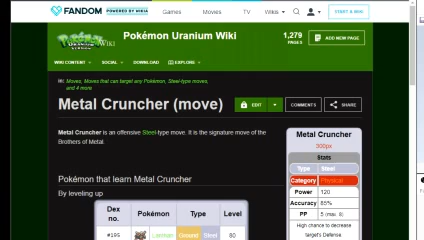 FANDOM POWERED BY WIKIA
Games Movies TV Wikis START A WIKI
Pokémon Uranium Wiki
1,279 PAGES
ADD NEW PAGE
WIKI CONTENT SOCIAL DOWNLOAD EXPLORE
IN: Moves, Moves that can target any Pokémon, Steel-type moves, and 4 more
Metal Cruncher (move)
EDIT COMMENTS SHARE
Metal Cruncher is an offensive Steel-type move. It is the signature move of the
Brothers of Metal.
Pokémon that learn Metal Cruncher
By leveling up
Dex no. Pokémon Type Level
#195 Ground Steel 80
Metal Cruncher
300px
Stats
Type Steel
Category Physical
Power 120
Accuracy 85%
PP 5 (max 8)
High chance to decrease
target's Defense.